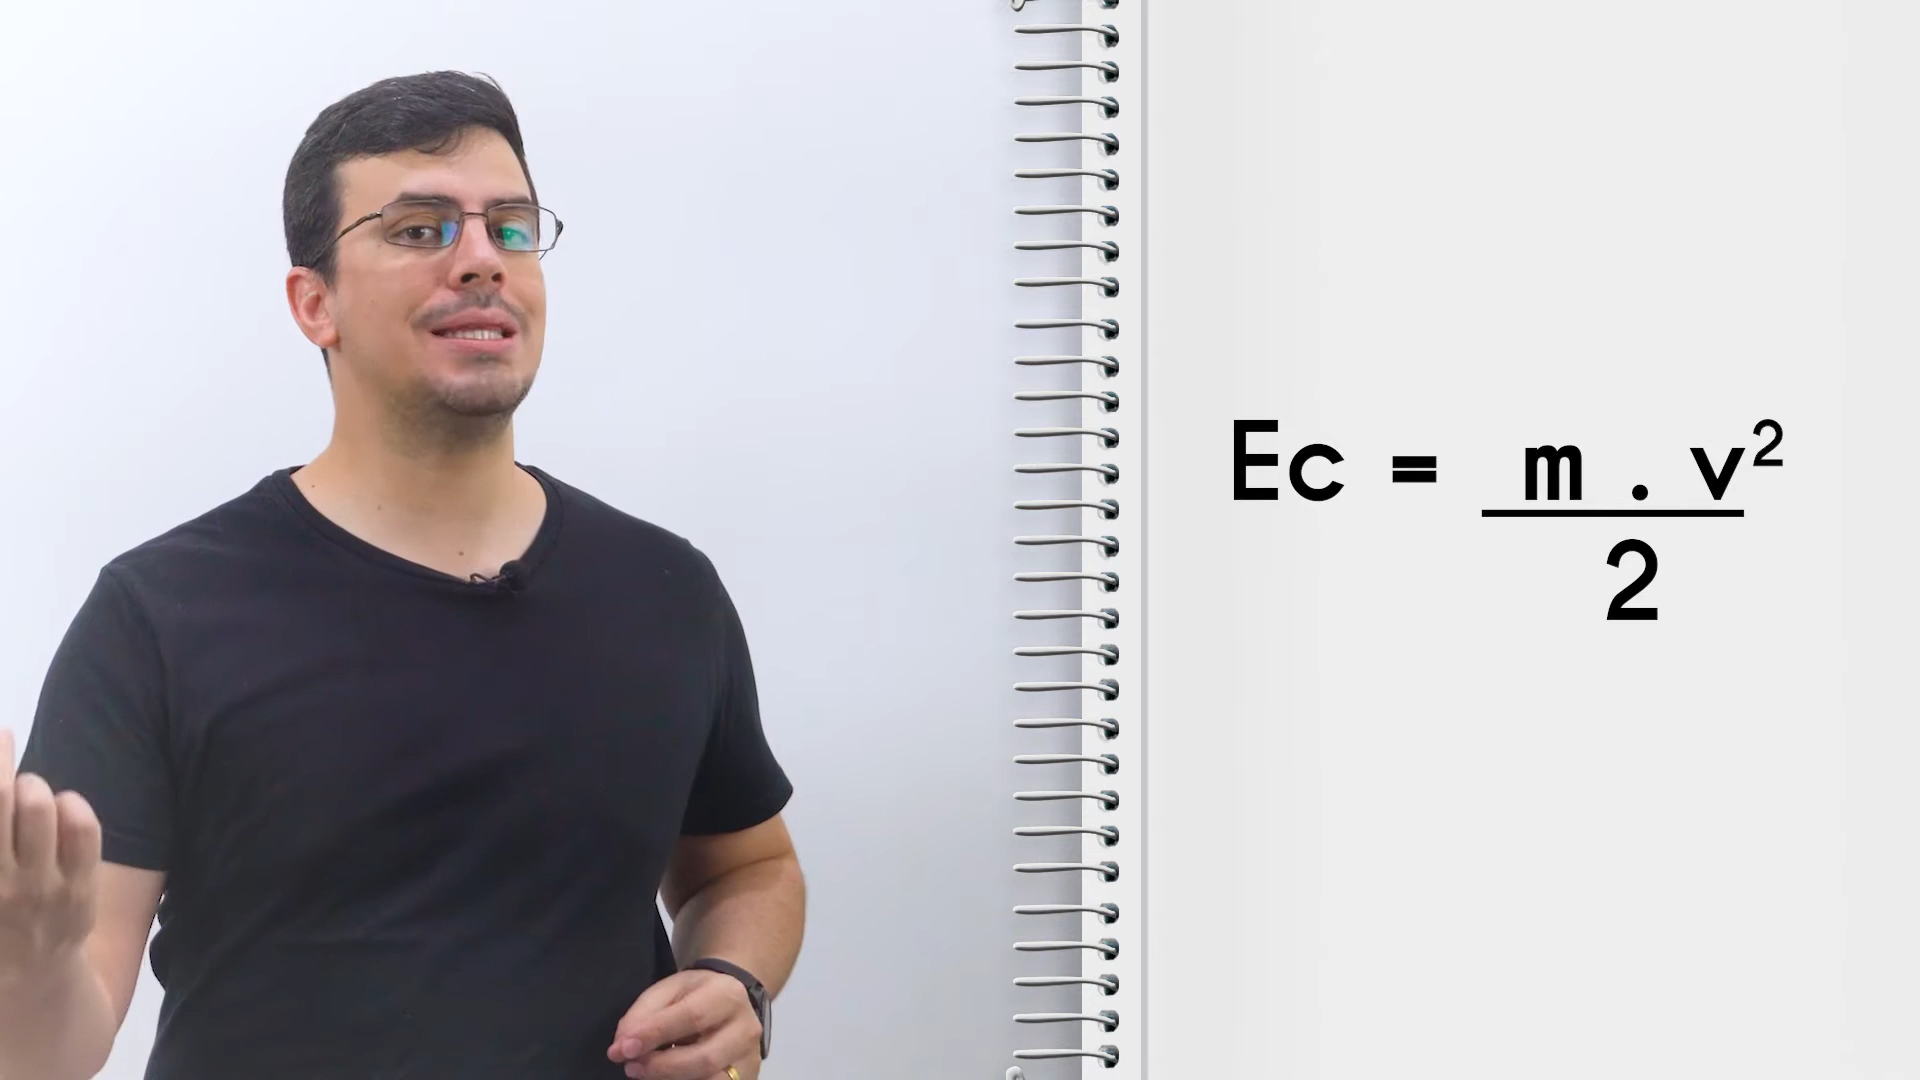 Ec = m . v²
2